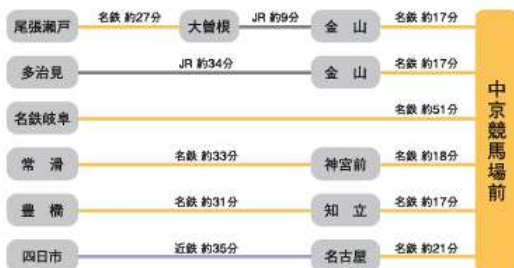 尾張瀬戸 名鉄 約27分 大曽根 JR 約9分 金山 名鉄 約17分
多治見 JR 約34分 金山 名鉄 約17分
名鉄岐阜 名鉄 約51分
常滑 名鉄 約33分 神宮前 名鉄 約18分
豊橋 名鉄 約31分 知立 名鉄 約17分
四日市 近鉄 約35分 名古屋 名鉄 約21分
中京競馬場前